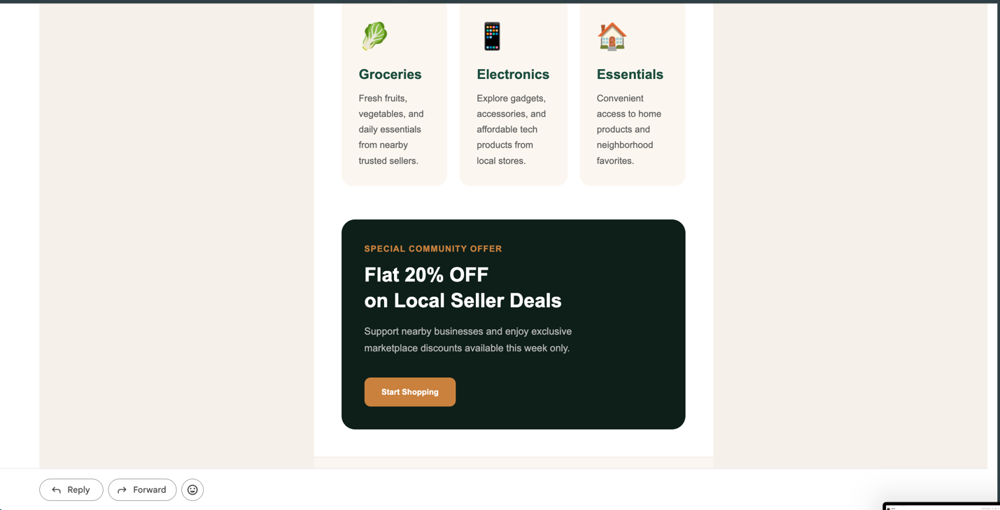 Groceries
Fresh fruits,
vegetables, and
daily essentials
from nearby
trusted sellers.
Electronics
Explore gadgets,
accessories, and
affordable tech
products from
local stores.
Essentials
Convenient
access to home
products and
neighborhood
favorites.
SPECIAL COMMUNITY OFFER
Flat 20% OFF
on Local Seller Deals
Support nearby businesses and enjoy exclusive
marketplace discounts available this week only.
Start Shopping
Reply
Forward